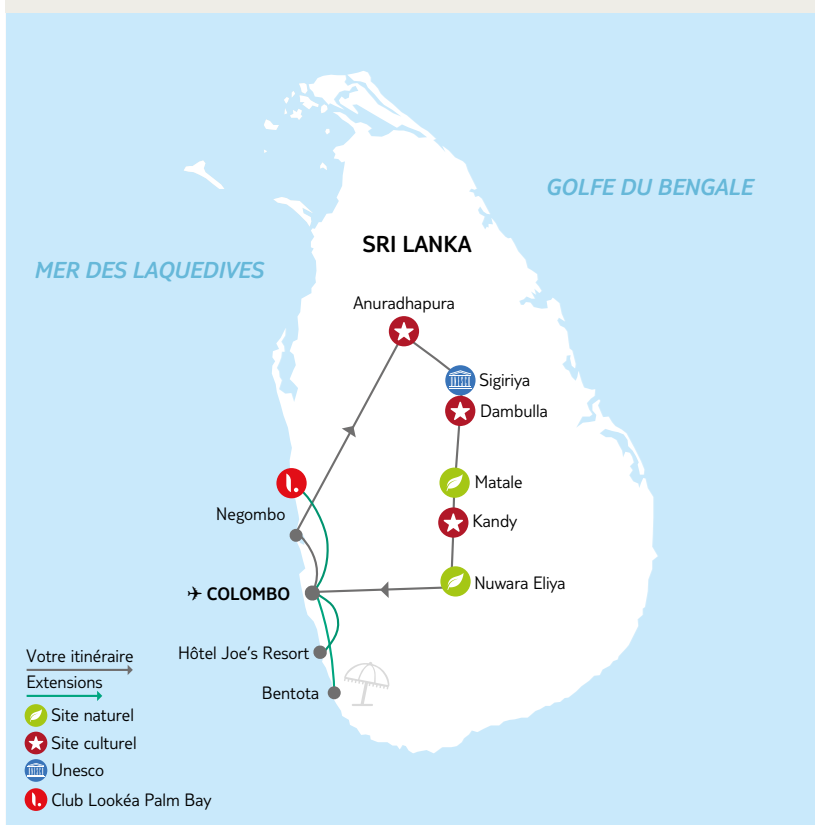 GOLFE DU BENGALE
SRI LANKA
MER DES LAQUEDIVES
Anuradhapura
Sigiriya
Dambulla
Matale
Negombo
Kandy
Nuwara Eliya
COLOMBO
Hôtel Joe's Resort
Bentota
Votre itinéraire
Extensions
Site naturel
Site culturel
Unesco
Club Lookéa Palm Bay